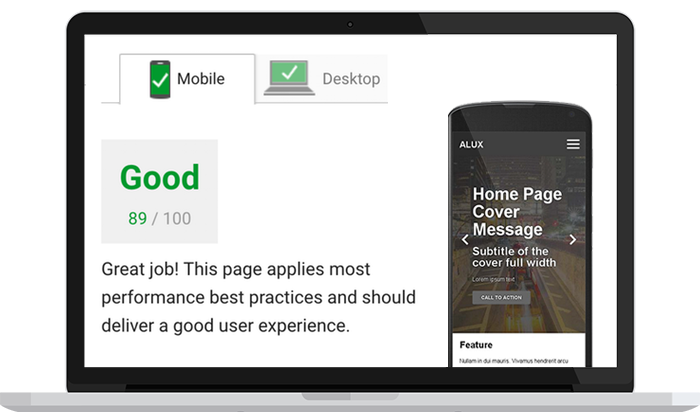 Mobile
Desktop
Good
89 / 100
Great job! This page applies most
performance best practices and should
deliver a good user experience.
ALUX
Home Page
Cover
Message
Subtitle of the
cover full width
Lorem ipsum text
CALL TO ACTION
Feature
Nullam in dui mauris. Vivamus hendrerit arcu